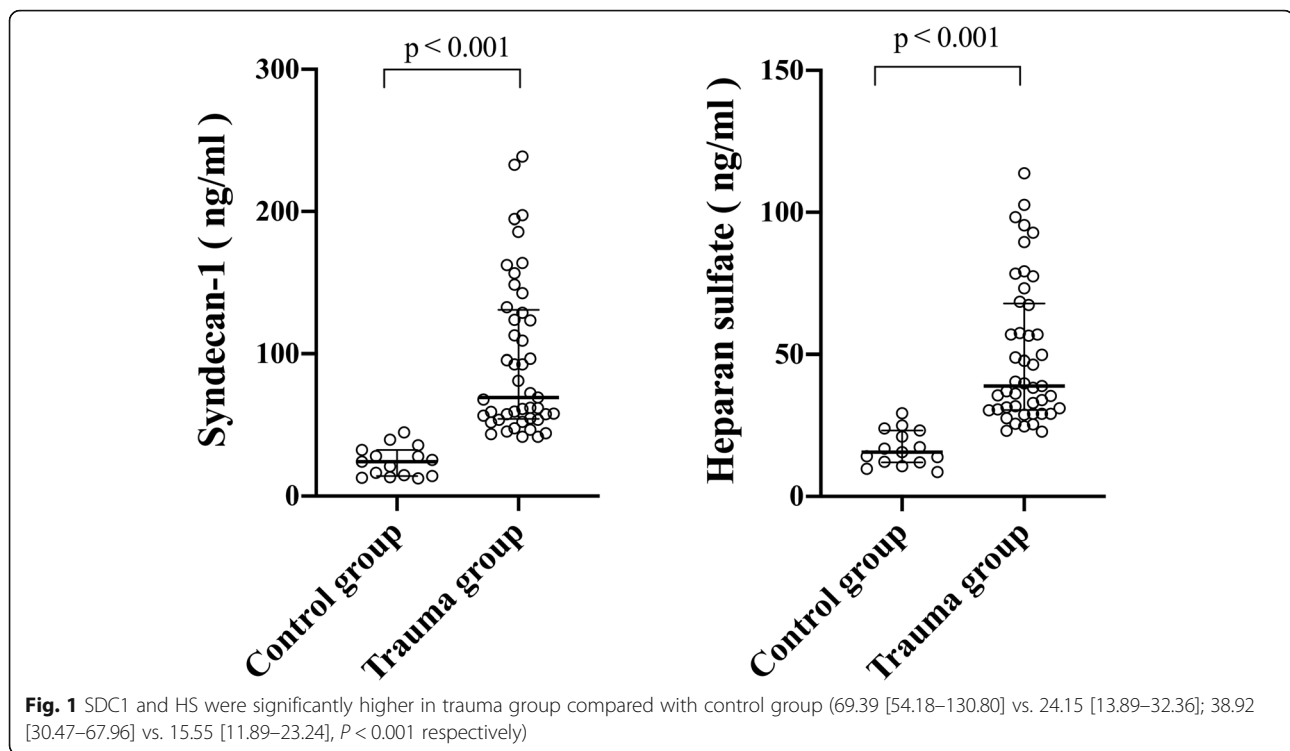 p < 0.001
300
200
100
0
Syndecan-1 ( ng/ml)
Control group
Trauma group
p < 0.001
150
100
50
0
Heparan sulfate ( ng/ml)
Control group
Trauma group
Fig. 1 SDC1 and HS were significantly higher in trauma group compared with control group (69.39 [54.18–130.80] vs. 24.15 [13.89–32.36]; 38.92
[30.47–67.96] vs. 15.55 [11.89–23.24], P < 0.001 respectively)